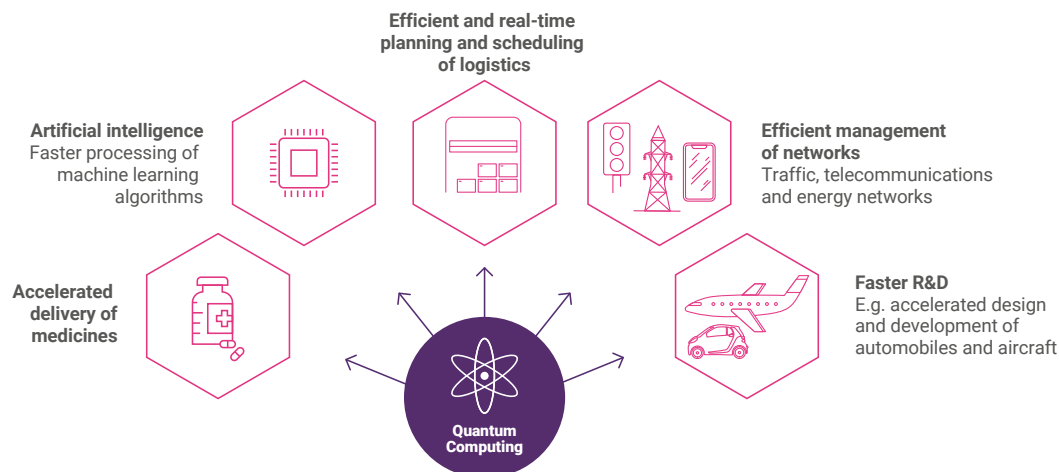 Efficient and real-time
planning and scheduling
of logistics
Artificial intelligence
Faster processing of
machine learning
algorithms
Efficient management
of networks
Traffic, telecommunications
and energy networks
Accelerated
delivery of
medicines
Faster R&D
E.g. accelerated design
and development of
automobiles and aircraft
Quantum
Computing